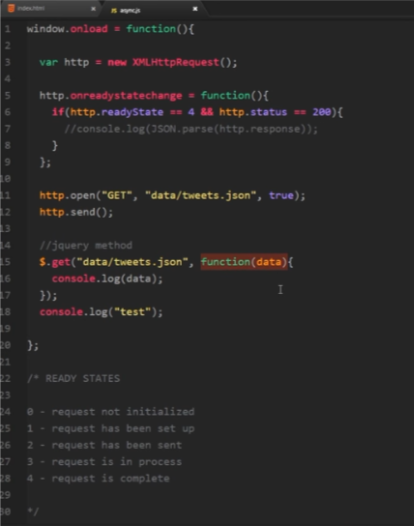 index.html × JS async.js ×
1 window.onload = function(){
2
3 var http = new XMLHttpRequest();
4
5 http.onreadystatechange = function(){
6 if(http.readyState == 4 && http.status == 200){
7 //console.log(JSON.parse(http.response));
8 }
9 };
10
11 http.open("GET", "data/tweets.json", true);
12 http.send();
13
14 //jquery method
15 $.get("data/tweets.json", function(data){
16 console.log(data);
17 });
18 console.log("test");
19
20 };
21
22 /* READY STATES
23
24 0 - request not initialized
25 1 - request has been set up
26 2 - request has been sent
27 3 - request is in process
28 4 - request is complete
29
30 */